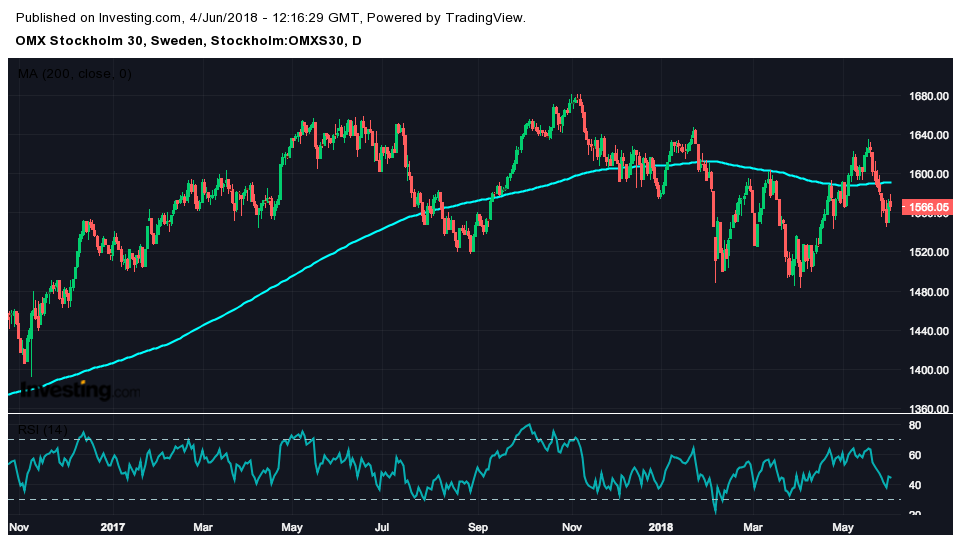 Published on Investing.com, 4/Jun/2018 - 12:16:29 GMT, Powered by TradingView.
OMX Stockholm 30, Sweden, Stockholm:OMXS30, D
MA (200, close, 0)
1680.00
1640.00
1600.00
1566.05
1520.00
1480.00
1440.00
1400.00
Investing.com
1360.00
RSI (14)
80
60
40
20
Nov 2017 Mar May Jul Sep Nov 2018 Mar May